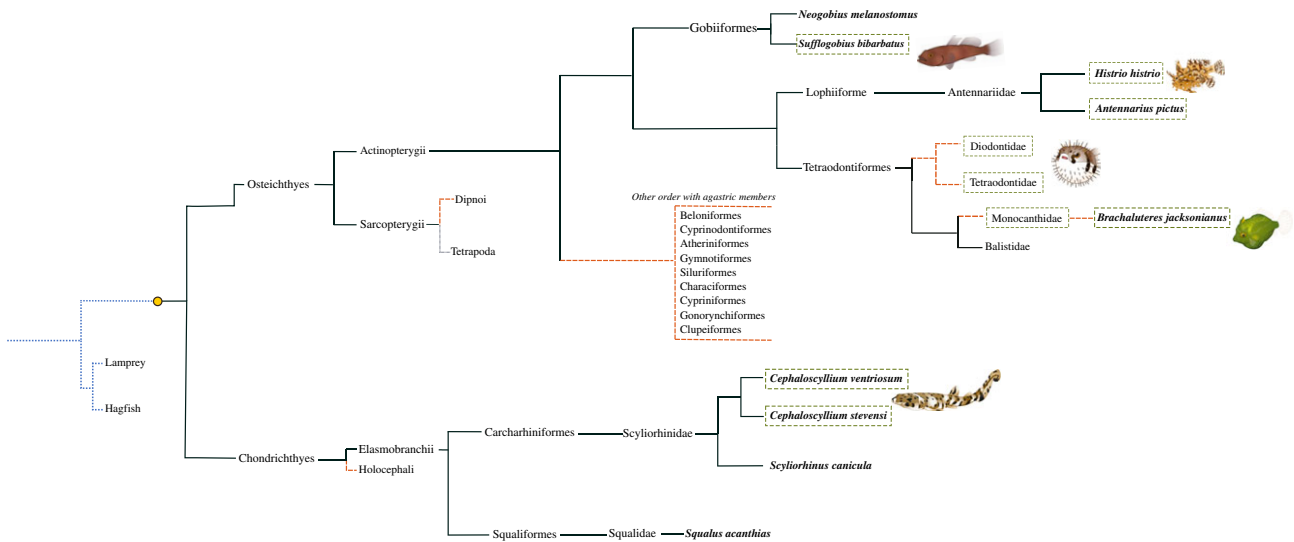 Neogobius melanostomus
Gobiiformes
Sufflogobius bibarbatus
Histrio histrio
Lophiiforme
Antennariidae
Antennarius pictus
Diodontidae
Actinopterygii
Tetraodontiformes
Osteichthyes
Tetraodontidae
Other order with agastric members
Dipnoi
Beloniformes
Monocanthidae
Brachaluteres jacksonianus
Sarcopterygii
Cyprinodontiformes
Atheriniformes
Balistidae
Tetrapoda
Gymnotiformes
Siluriformes
Characiformes
Cypriniformes
Gonorynchiformes
Clupeiformes
Lamprey
Cephaloscyllium ventriosum
Hagfish
Cephaloscyllium stevensi
Carcharhiniformes
Scyliorhinidae
Elasmobranchii
Chondrichthyes
Holocephali
Scyliorhinus canicula
Squaliformes
Squalidae
Squalus acanthias